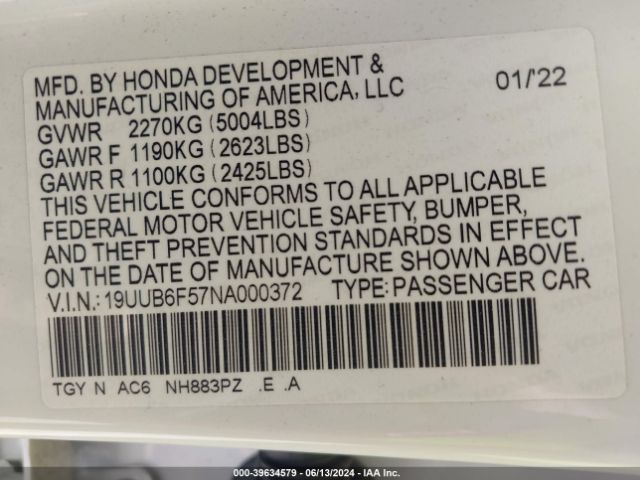 MFD. BY HONDA DEVELOPMENT &
MANUFACTURING OF AMERICA, LLC 01/'22
GVWR 2270KG (5004LBS)
GAWR F 1190KG (2623LBS)
GAWR R 1100KG (2425LBS)
THIS VEHICLE CONFORMS TO ALL APPLICABLE
FEDERAL MOTOR VEHICLE SAFETY, BUMPER,
AND THEFT PREVENTION STANDARDS IN EFFECT
ON THE DATE OF MANUFACTURE SHOWN ABOVE.
V.I.N.: 19UUB6F57NA000372 TYPE: PASSENGER CAR
TGY N AC6 NH883PZ .E .A
000-39634579 - 06/13/2024 - IAA Inc.